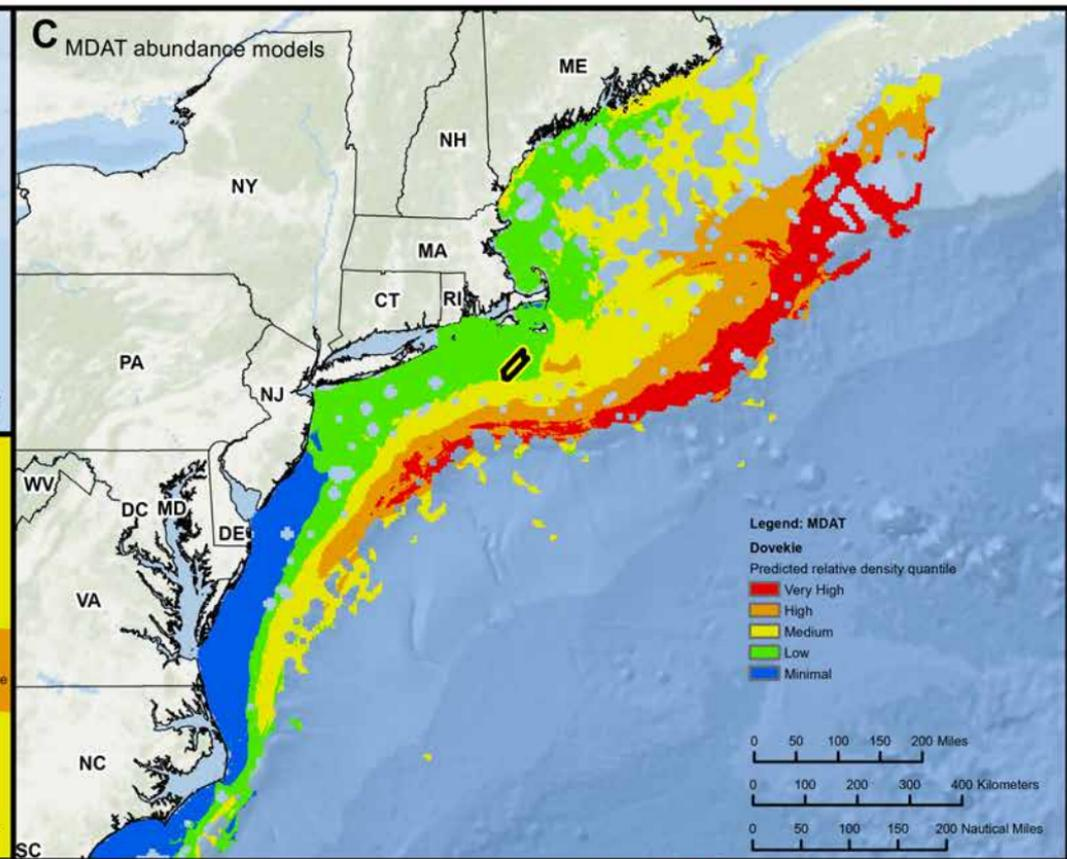 C MDAT abundance models
ME
NH
NY
MA
CT RI
PA
NJ
WV
DC MD
DE
VA
NC
SC
e
Legend: MDAT
Dovekie
Predicted relative density quantile
Very High
High
Medium
Low
Minimal
0 50 100 150 200 Miles
0 100 200 300 400 Kilometers
0 50 100 150 200 Nautical Miles